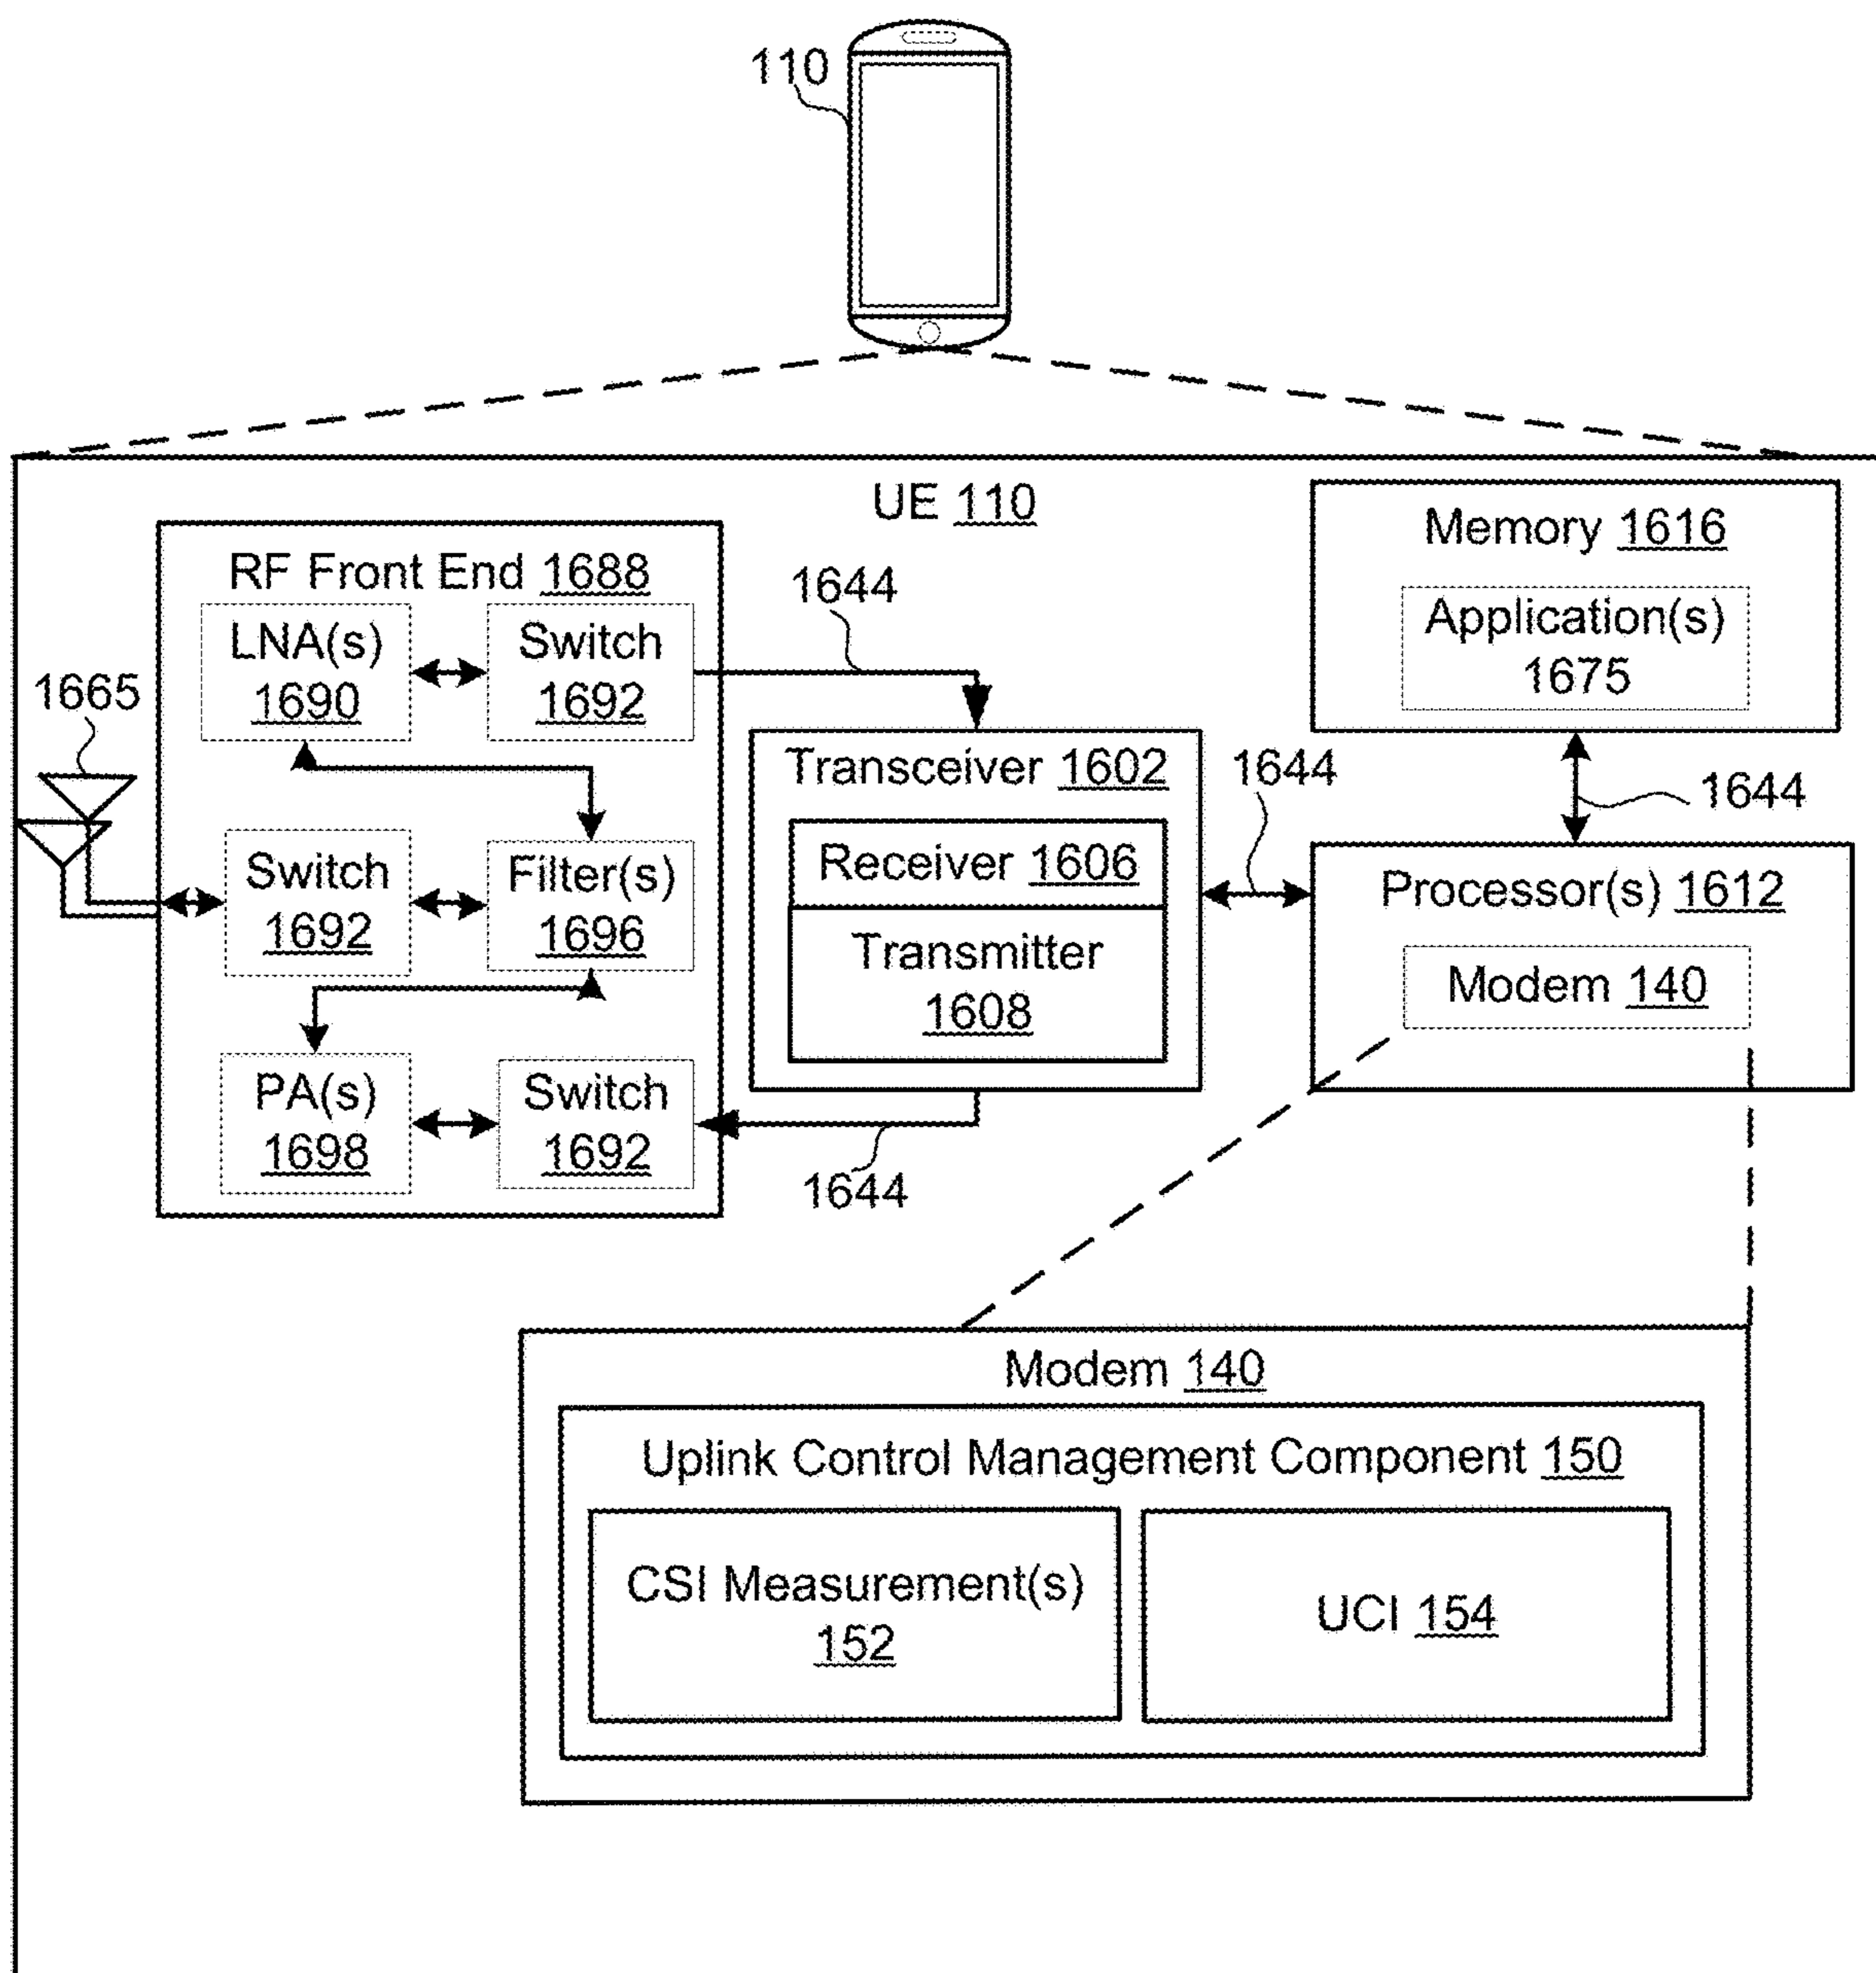 110
UE 110
RF Front End 1688
LNA(s)
1690
Switch
1692
1644
1665
Switch
1692
Filter(s)
1696
PA(s)
1698
Switch
1692
1644
Transceiver 1602
Receiver 1606
Transmitter
1608
1644
Memory 1616
Application(s)
1675
1644
Processor(s) 1612
Modem 140
Modem 140
Uplink Control Management Component 150
CSI Measurement(s)
152
UCI 154